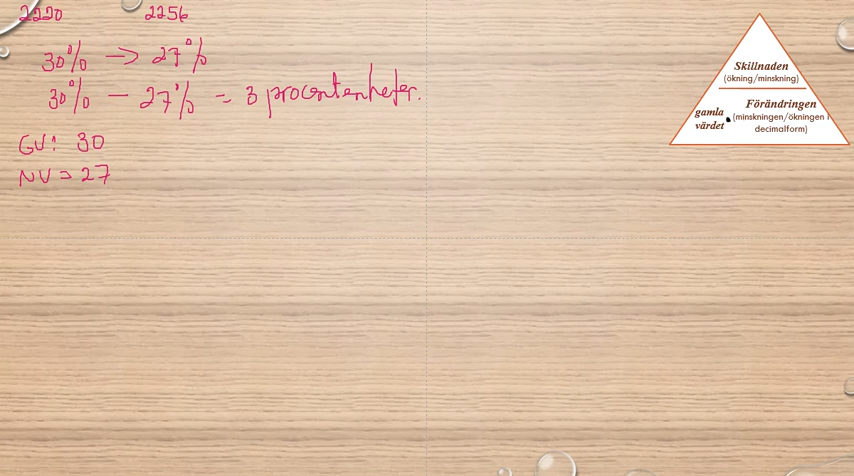 2220 2256
30% → 27%
30% - 27% = 3 procentenheter.
GV: 30
NV = 27
Skillnaden
(ökning/minskning)
gamla
värdet
Förändringen
(minskningen/ökningen i
decimalform)